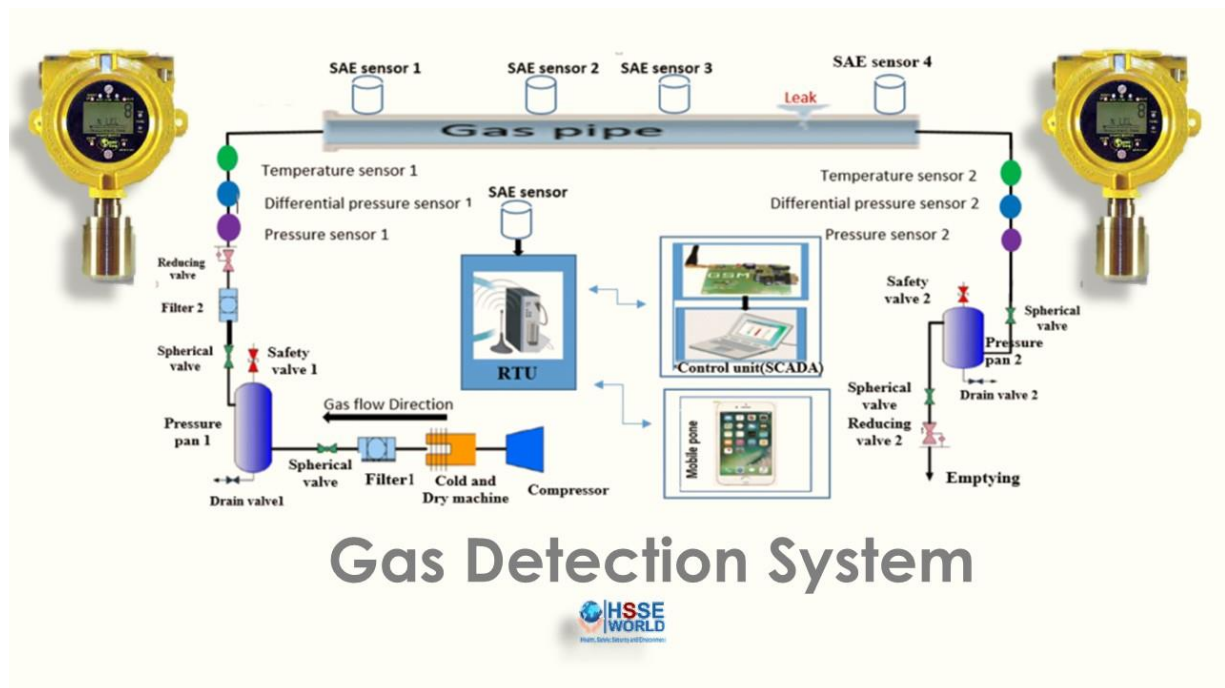 SAE sensor 1
SAE sensor 2
SAE sensor 3
SAE sensor 4
Leak
Gas pipe
Temperature sensor 1
Differential pressure sensor 1
Pressure sensor 1
Reducing
valve
Filter 2
Spherical
valve
Safety
valve 1
Pressure
pan 1
Drain valve1
Gas flow Direction
Spherical
valve
Filter1
Cold and
Dry machine
Compressor
SAE sensor
RTU
GSM
Control unit(SCADA)
Mobile pone
Temperature sensor 2
Differential pressure sensor 2
Pressure sensor 2
Safety
valve 2
Spherical
valve
Pressure
pan 2
Drain valve 2
Spherical
valve
Reducing
valve 2
Emptying
Gas Detection System
HSSE
WORLD